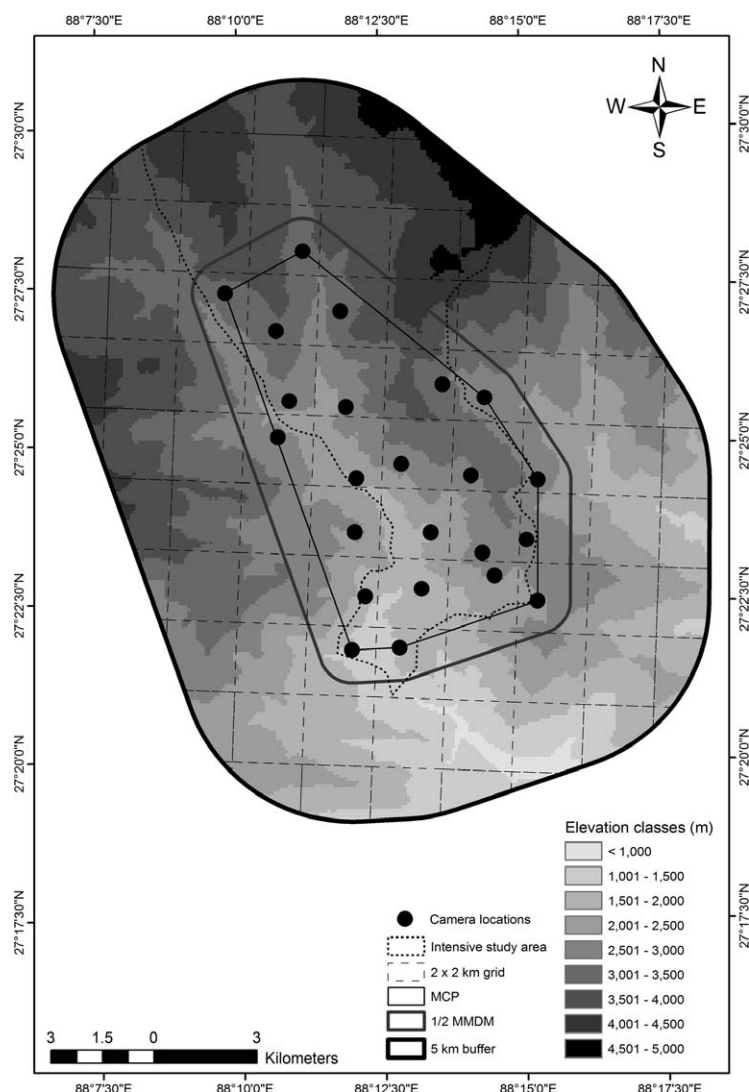 88°7'30"E 88°10'0"E 88°12'30"E 88°15'0"E 88°17'30"E
N
W E
S
27°30'0"N 27°30'0"N
27°27'30"N 27°27'30"N
27°25'0"N 27°25'0"N
27°22'30"N 27°22'30"N
27°20'0"N 27°20'0"N
27°17'30"N 27°17'30"N
Elevation classes (m)
< 1,000
1,001 - 1,500
1,501 - 2,000
2,001 - 2,500
2,501 - 3,000
3,001 - 3,500
3,501 - 4,000
4,001 - 4,500
4,501 - 5,000
Camera locations
Intensive study area
2 x 2 km grid
MCP
1/2 MMDM
5 km buffer
3 1.5 0 3
Kilometers
88°7'30"E 88°10'0"E 88°12'30"E 88°15'0"E 88°17'30"E